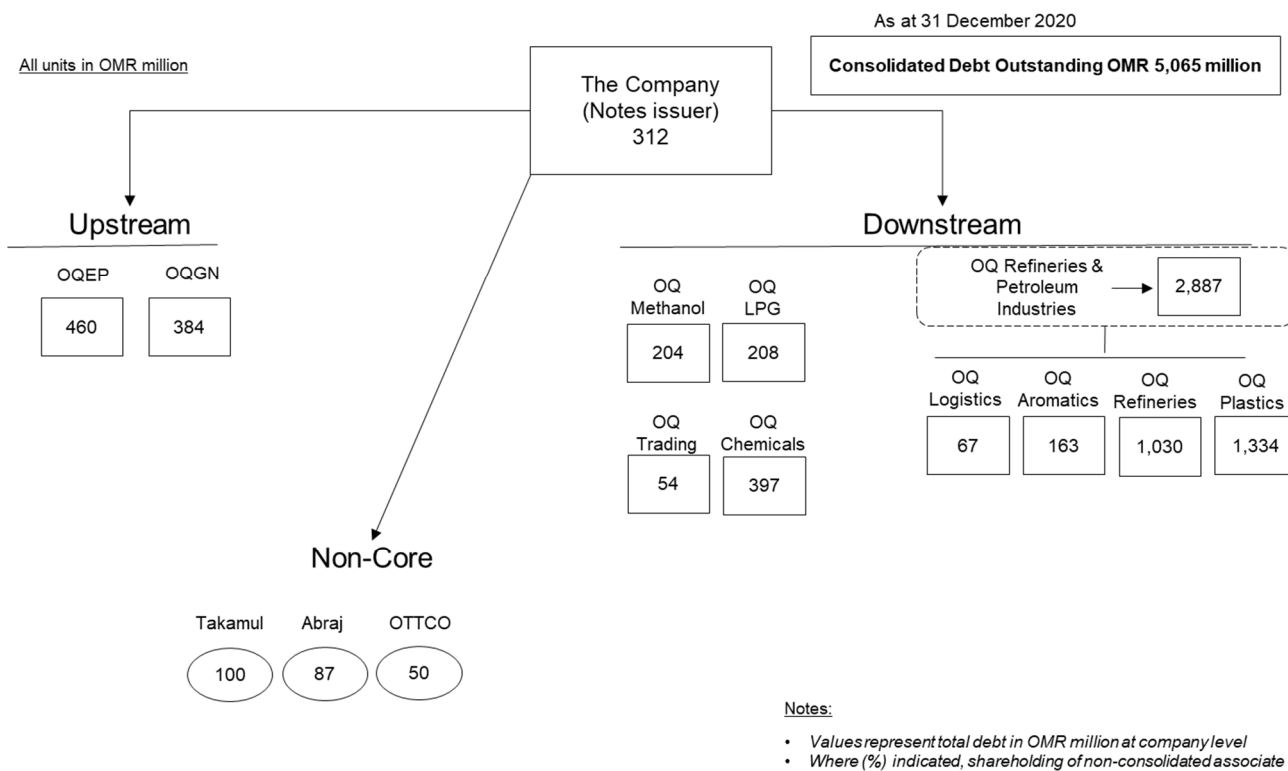 As at 31 December 2020
All units in OMR million
Consolidated Debt Outstanding OMR 5,065 million
The Company
(Notes issuer)
312
Upstream
OQEP
OQGN
460
384
Downstream
OQ
Methanol
204
OQ
LPG
208
OQ
Trading
54
OQ
Chemicals
397
OQ Refineries &
Petroleum
Industries
2,887
OQ
Logistics
67
OQ
Aromatics
163
OQ
Refineries
1,030
OQ
Plastics
1,334
Non-Core
Takamul
Abraj
OTTCO
100
87
50
Notes:
• Values represent total debt in OMR million at company level
• Where (%) indicated, shareholding of non-consolidated associate